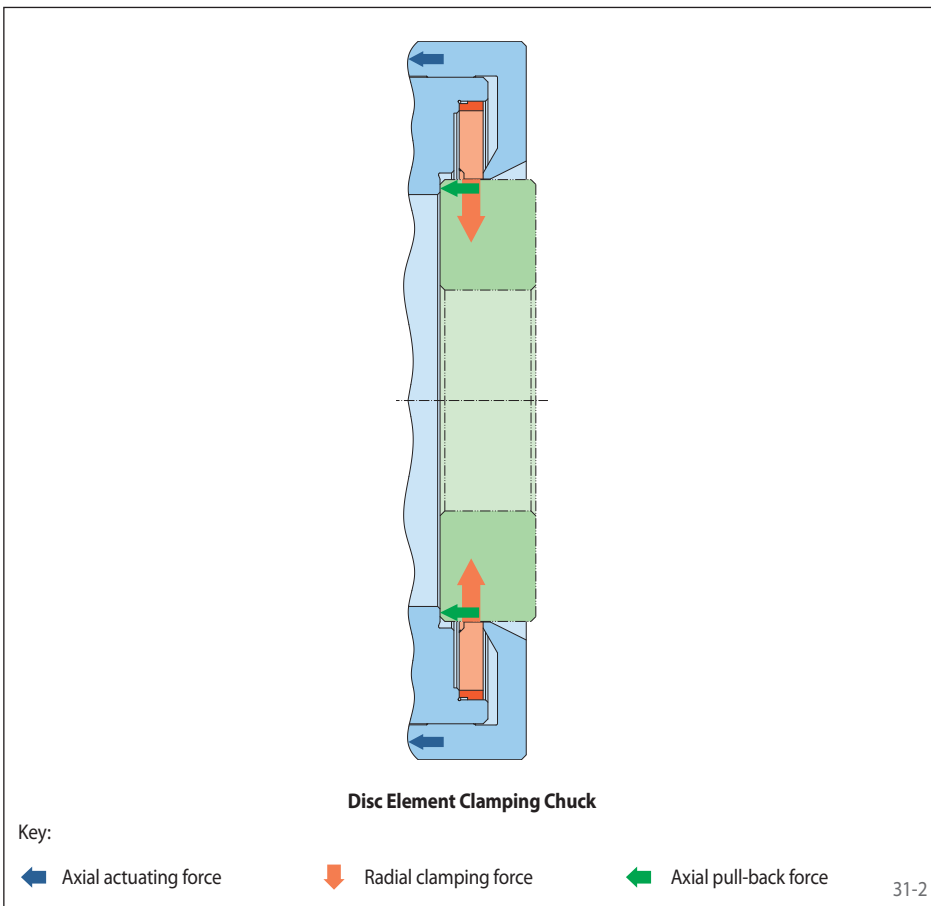 Disc Element Clamping Chuck
Key:
Axial actuating force Radial clamping force Axial pull-back force
31-2